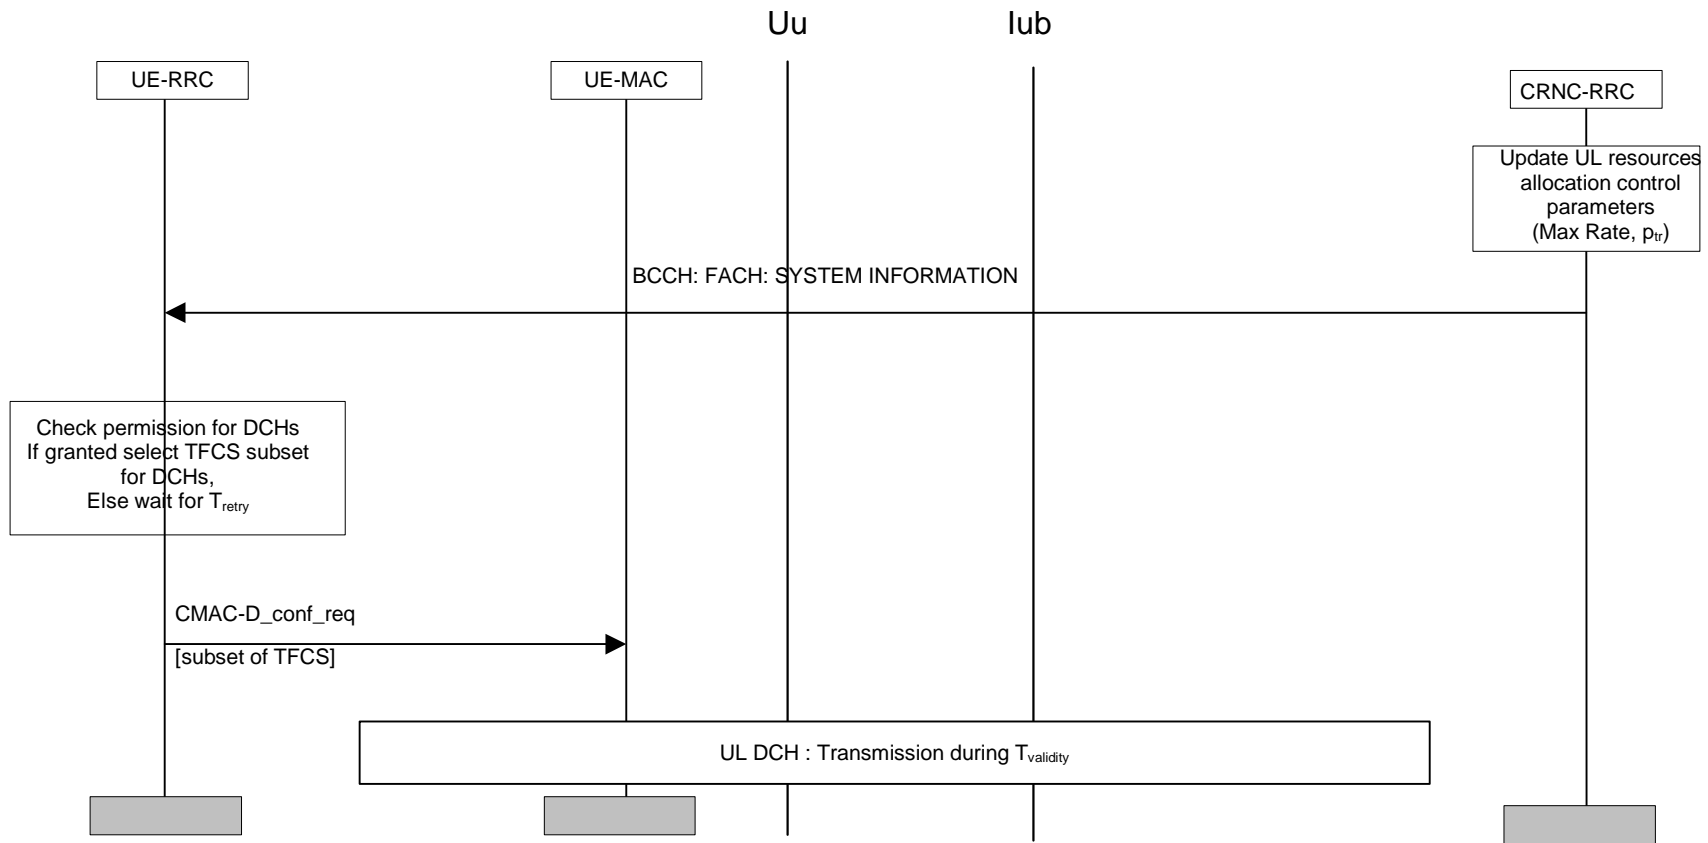 Uu
Iub
UE-RRC
UE-MAC
CRNC-RRC
Update UL resources
allocation control
parameters
(Max Rate, ptr)
BCCH: FACH: SYSTEM INFORMATION
Check permission for DCHs
If granted select TFCS subset
for DCHs,
Else wait for Tretry
CMAC-D_conf_req
[subset of TFCS]
UL DCH : Transmission during Tvalidity